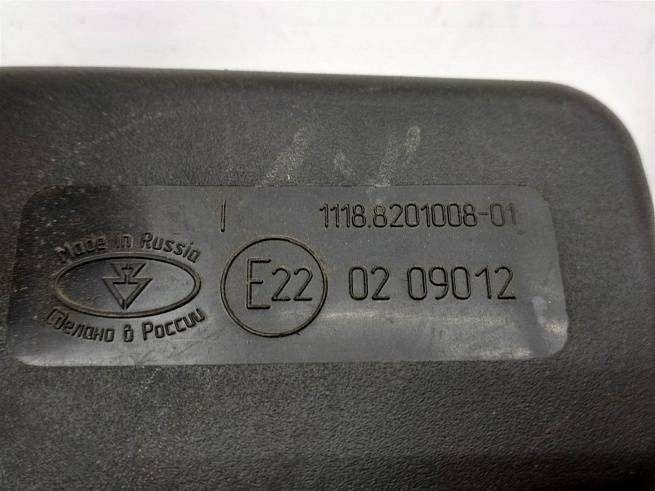 I 1118.8201008-01
Made in Russia
E22 02 09012
Сделано в России